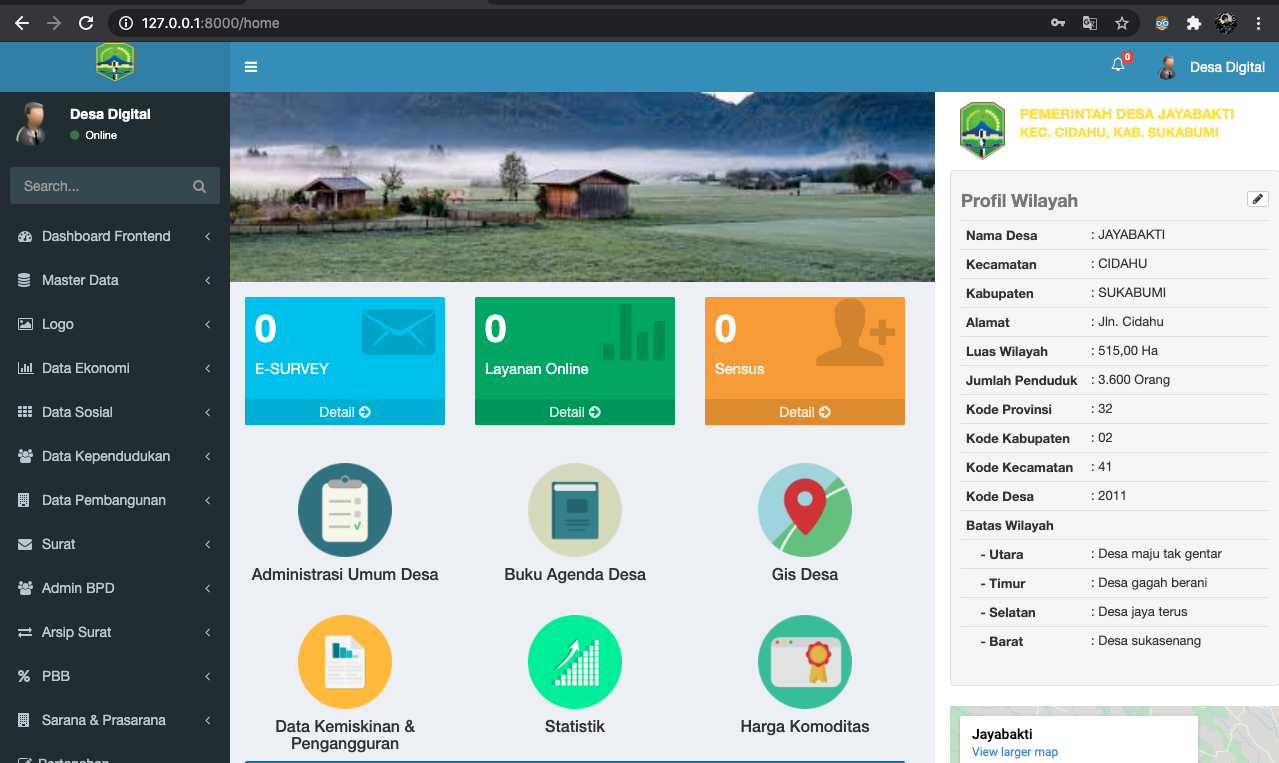 127.0.0.1:8000/home
0
Desa Digital
Desa Digital
Online
Search...
Dashboard Frontend
Master Data
Logo
Data Ekonomi
Data Sosial
Data Kependudukan
Data Pembangunan
Surat
Admin BPD
Arsip Surat
PBB
Sarana & Prasarana
Pertanahan
0
E-SURVEY
Detail
0
Layanan Online
Detail
0
Sensus
Detail
Administrasi Umum Desa
Buku Agenda Desa
Gis Desa
Data Kemiskinan &
Pengangguran
Statistik
Harga Komoditas
PEMERINTAH DESA JAYABAKTI
KEC. CIDAHU, KAB. SUKABUMI
Profil Wilayah
Nama Desa : JAYABAKTI
Kecamatan : CIDAHU
Kabupaten : SUKABUMI
Alamat : Jln. Cidahu
Luas Wilayah : 515,00 Ha
Jumlah Penduduk : 3.600 Orang
Kode Provinsi : 32
Kode Kabupaten : 02
Kode Kecamatan : 41
Kode Desa : 2011
Batas Wilayah
- Utara : Desa maju tak gentar
- Timur : Desa gagah berani
- Selatan : Desa jaya terus
- Barat : Desa sukasenang
Jayabakti
View larger map